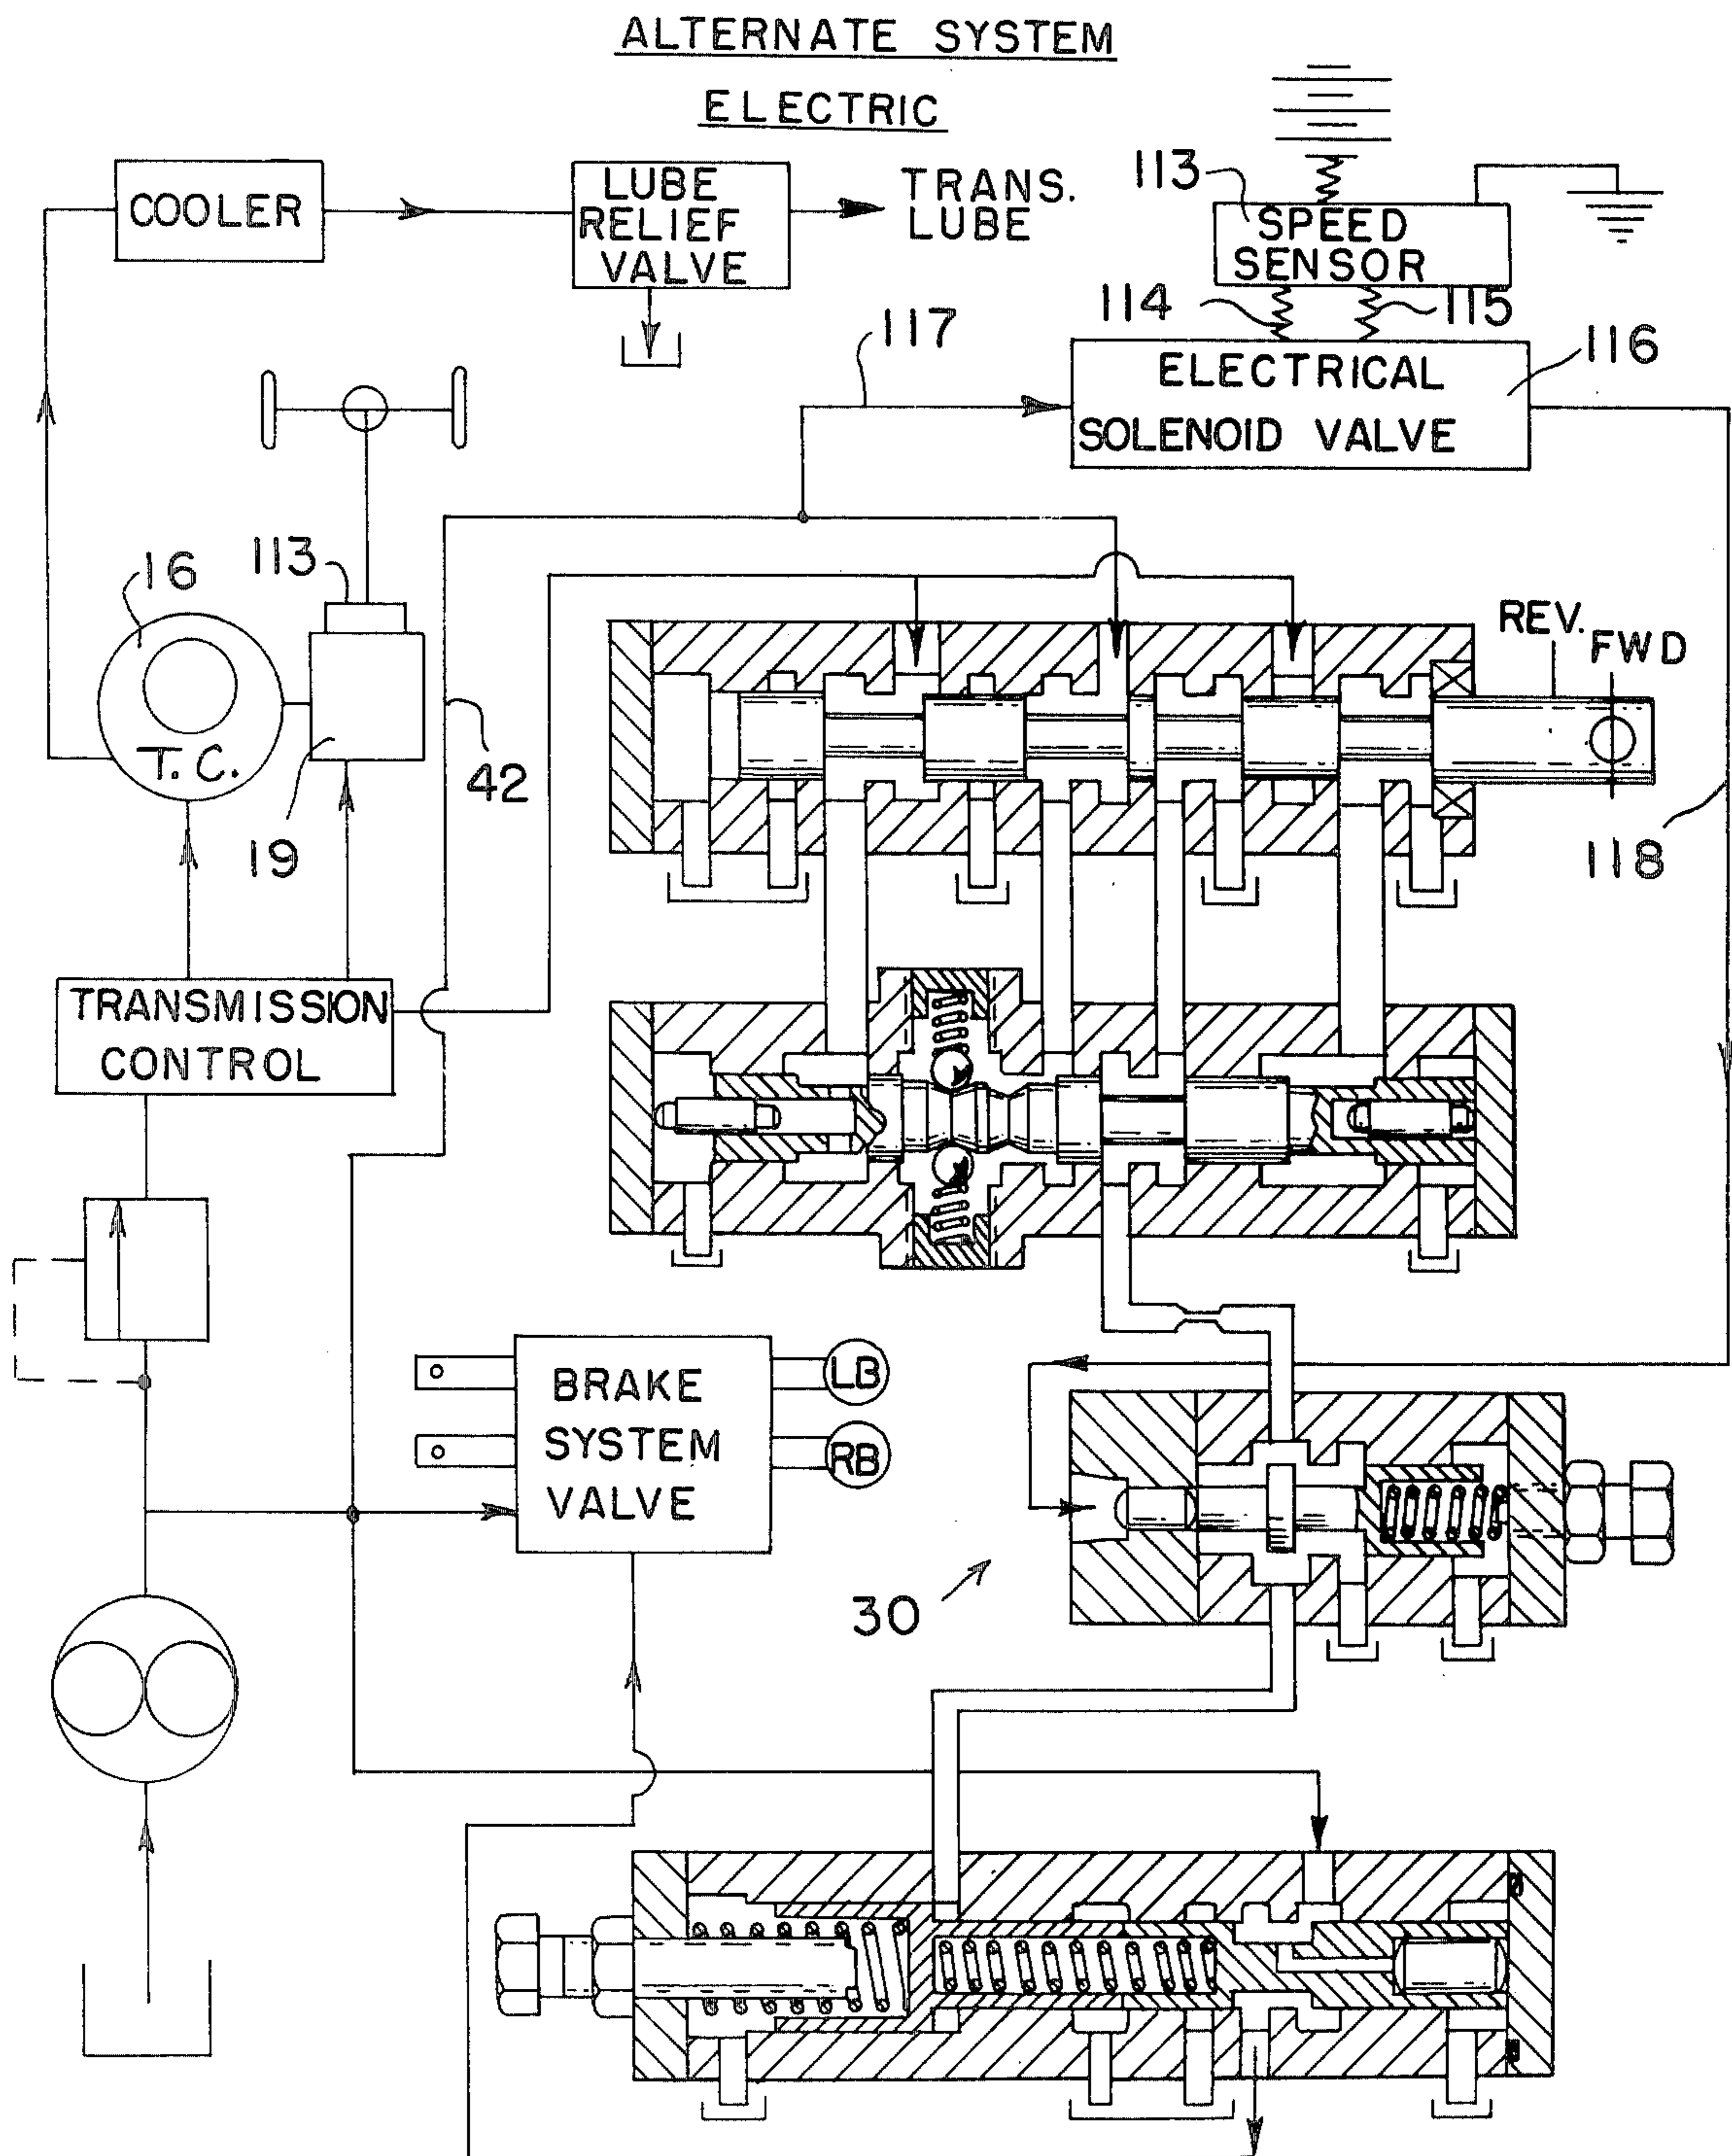 ALTERNATE SYSTEM
ELECTRIC
COOLER
LUBE
RELIEF
VALVE
TRANS.
LUBE
113
SPEED
SENSOR
114
115
117
116
ELECTRICAL
SOLENOID VALVE
16
113
T.C.
42
19
REV.
FWD
118
TRANSMISSION
CONTROL
BRAKE
SYSTEM
VALVE
LB
RB
30